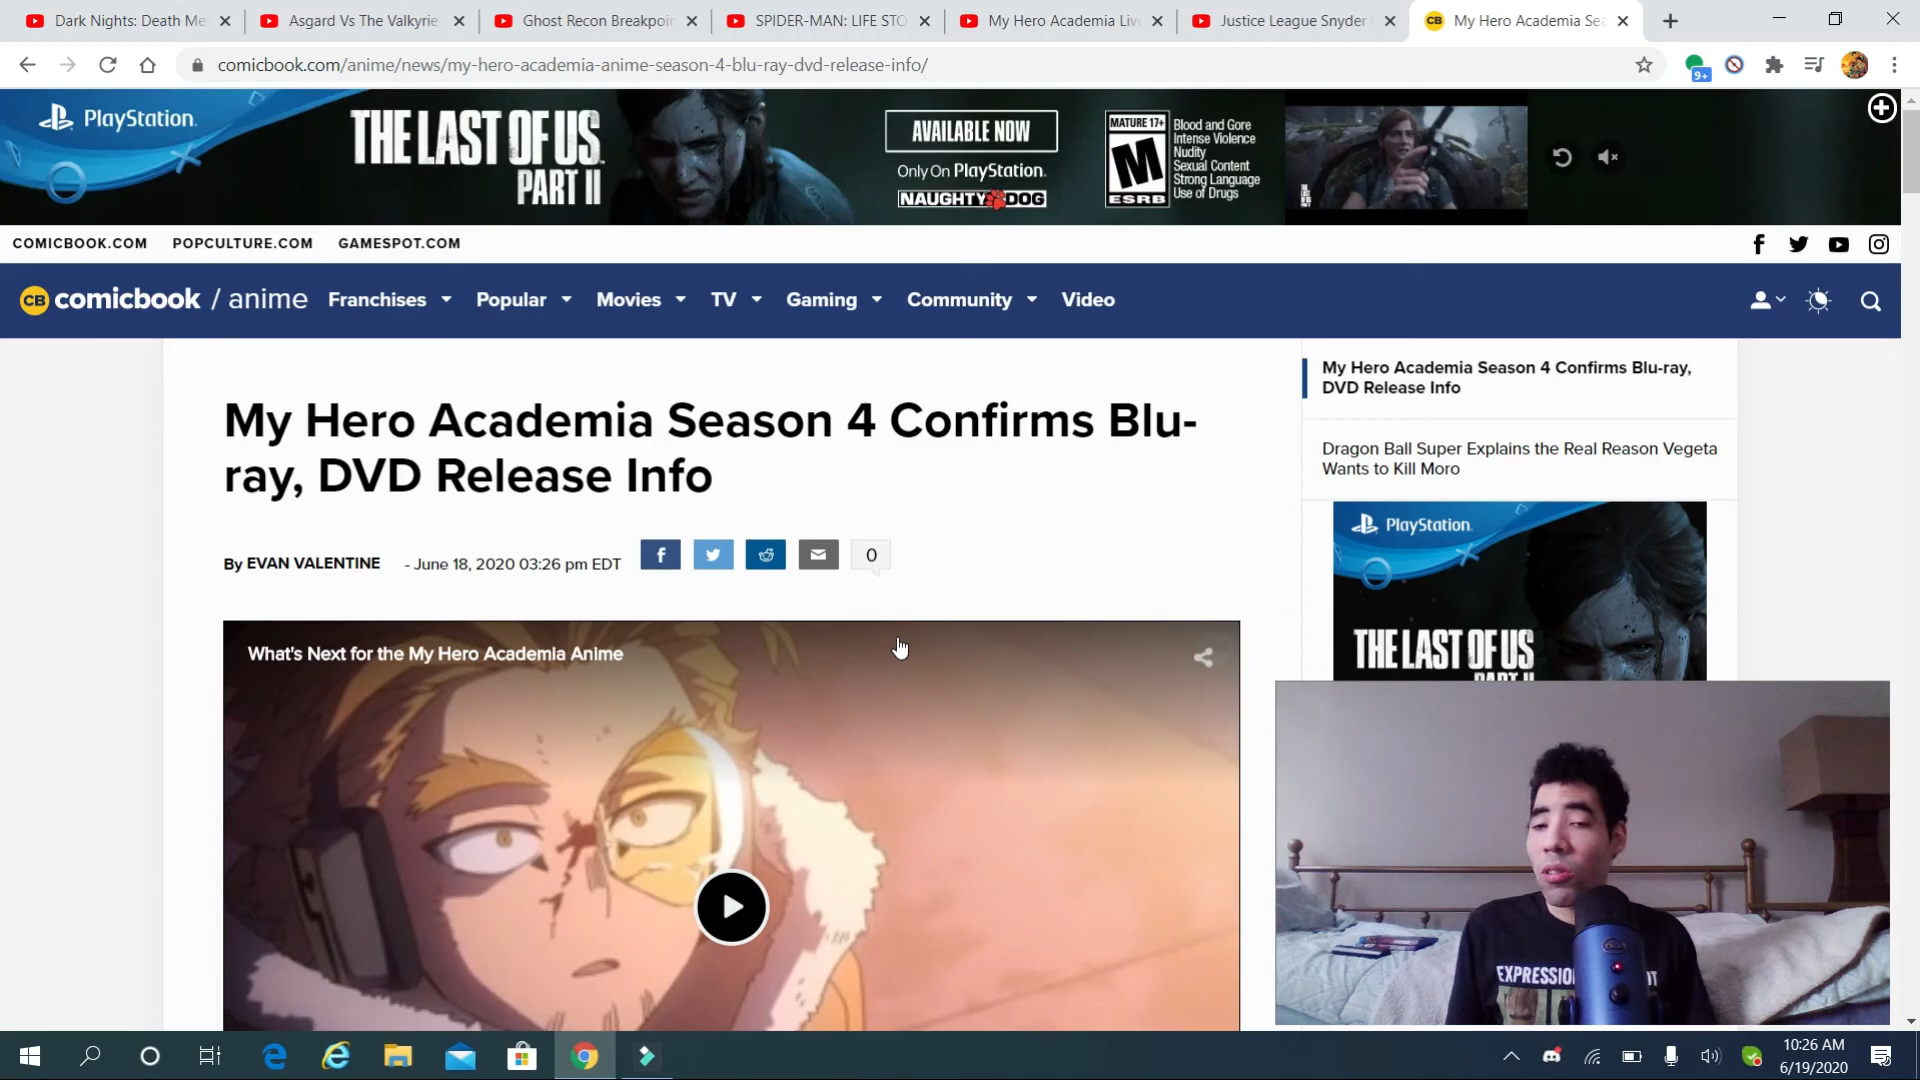 Dark Nights: Death Me
Asgard Vs The Valkyrie
Ghost Recon Breakpoin
SPIDER-MAN: LIFE STO
My Hero Academia Liv
Justice League Snyder
CB My Hero Academia Sea
comicbook.com/anime/news/my-hero-academia-anime-season-4-blu-ray-dvd-release-info/
9+
PlayStation.
THE LAST OF US
PART II
AVAILABLE NOW
Only On PlayStation.
NAUGHTY DOG
MATURE 17+
M
ESRB
Blood and Gore
Intense Violence
Nudity
Sexual Content
Strong Language
Use of Drugs
COMICBOOK.COM POPCULTURE.COM GAMESPOT.COM
CB comicbook / anime Franchises Popular Movies TV Gaming Community Video
My Hero Academia Season 4 Confirms Blu-
ray, DVD Release Info
By EVAN VALENTINE - June 18, 2020 03:26 pm EDT
0
What's Next for the My Hero Academia Anime
My Hero Academia Season 4 Confirms Blu-ray,
DVD Release Info
Dragon Ball Super Explains the Real Reason Vegeta
Wants to Kill Moro
PlayStation.
THE LAST OF US
PART II
10:26 AM
6/19/2020